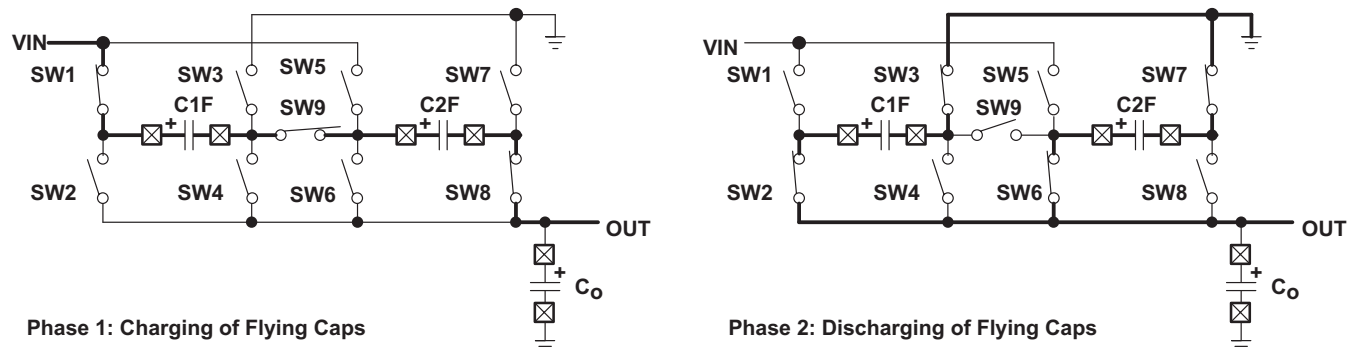 VIN
SW1
SW3
SW5
SW7
SW9
C1F
+
C2F
+
SW2
SW4
SW6
SW8
OUT
+
Co
Phase 1: Charging of Flying Caps
VIN
SW1
SW3
SW5
SW7
SW9
C1F
+
C2F
+
SW2
SW4
SW6
SW8
OUT
+
Co
Phase 2: Discharging of Flying Caps